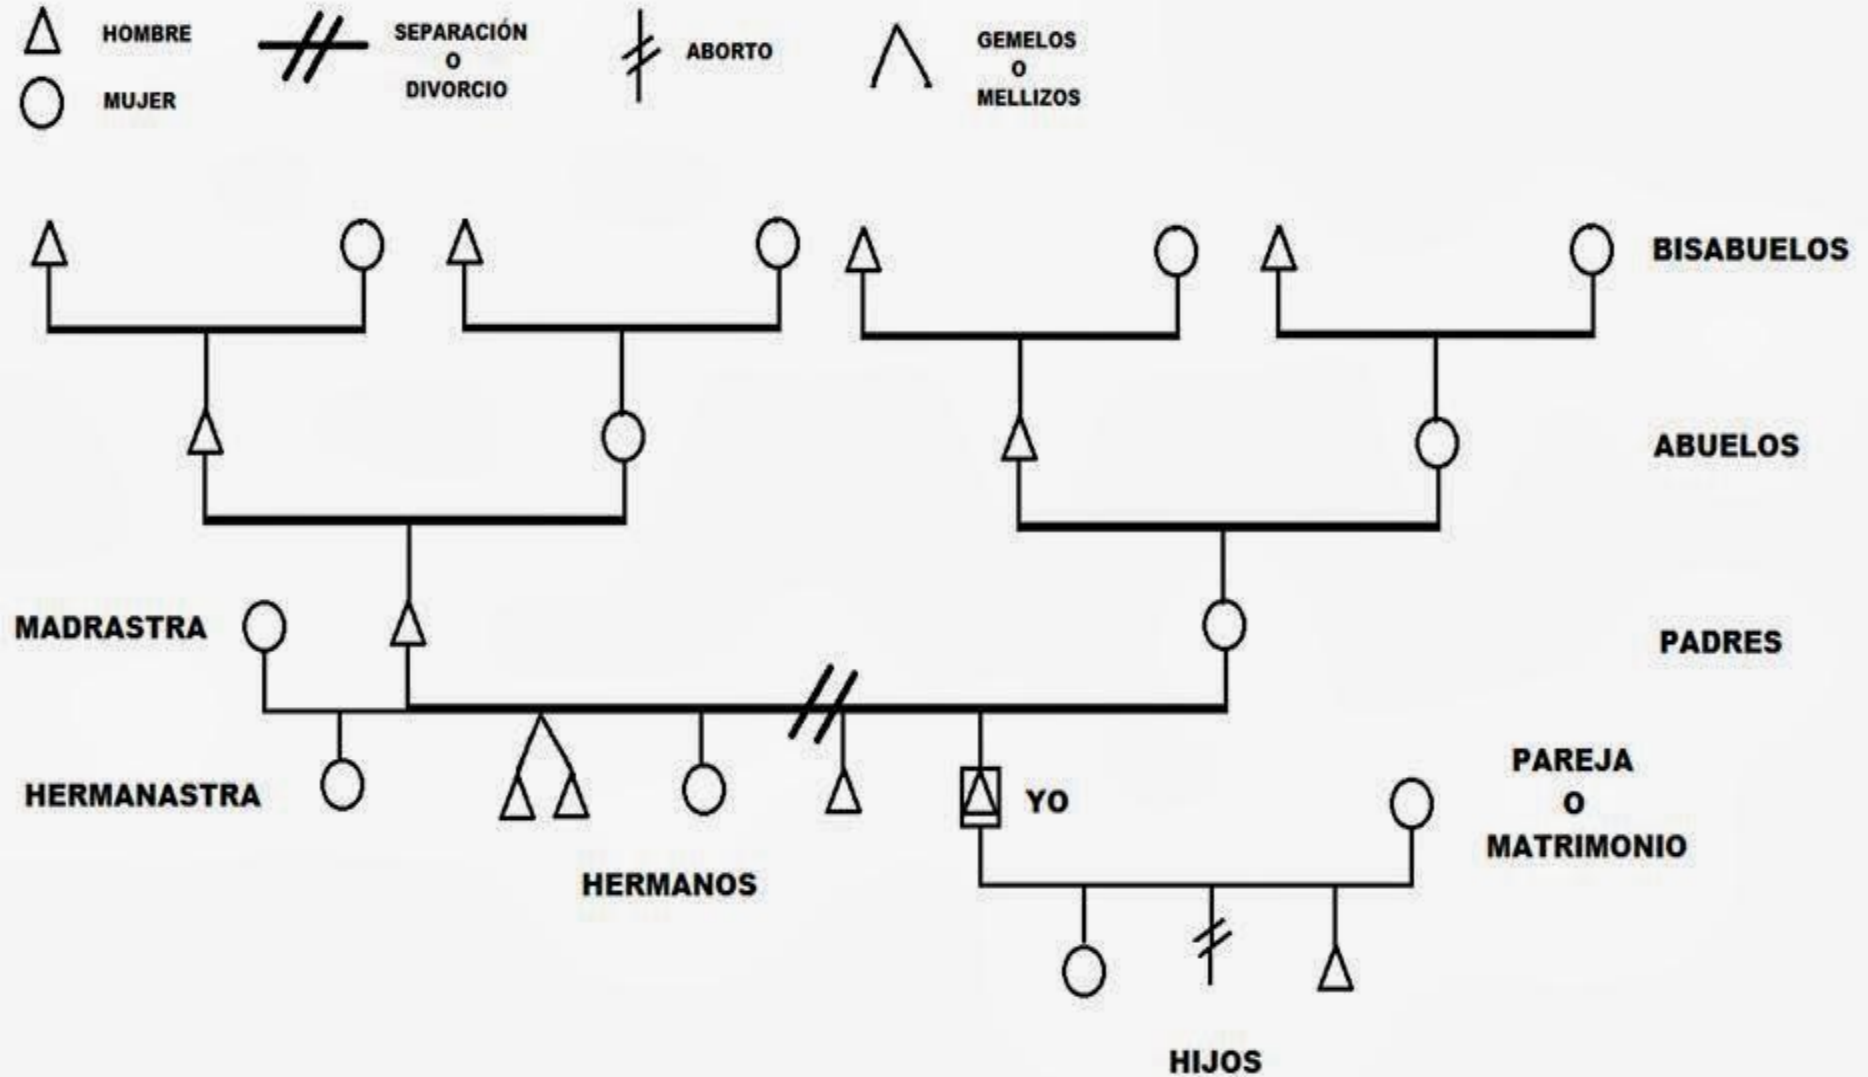 HOMBRE
MUJER
SEPARACIÓN
O
DIVORCIO
ABORTO
GEMELOS
O
MELLIZOS
BISABUELOS
ABUELOS
MADRASTRA
PADRES
HERMANASTRA
YO
PAREJA
O
MATRIMONIO
HERMANOS
HIJOS